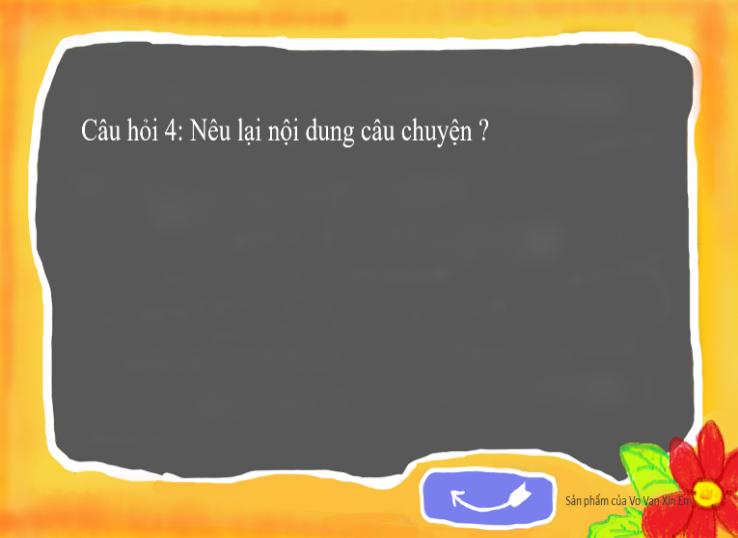 Câu hỏi 4: Nêu lại nội dung câu chuyện ?
Sản phẩm của Vo Van Xin En